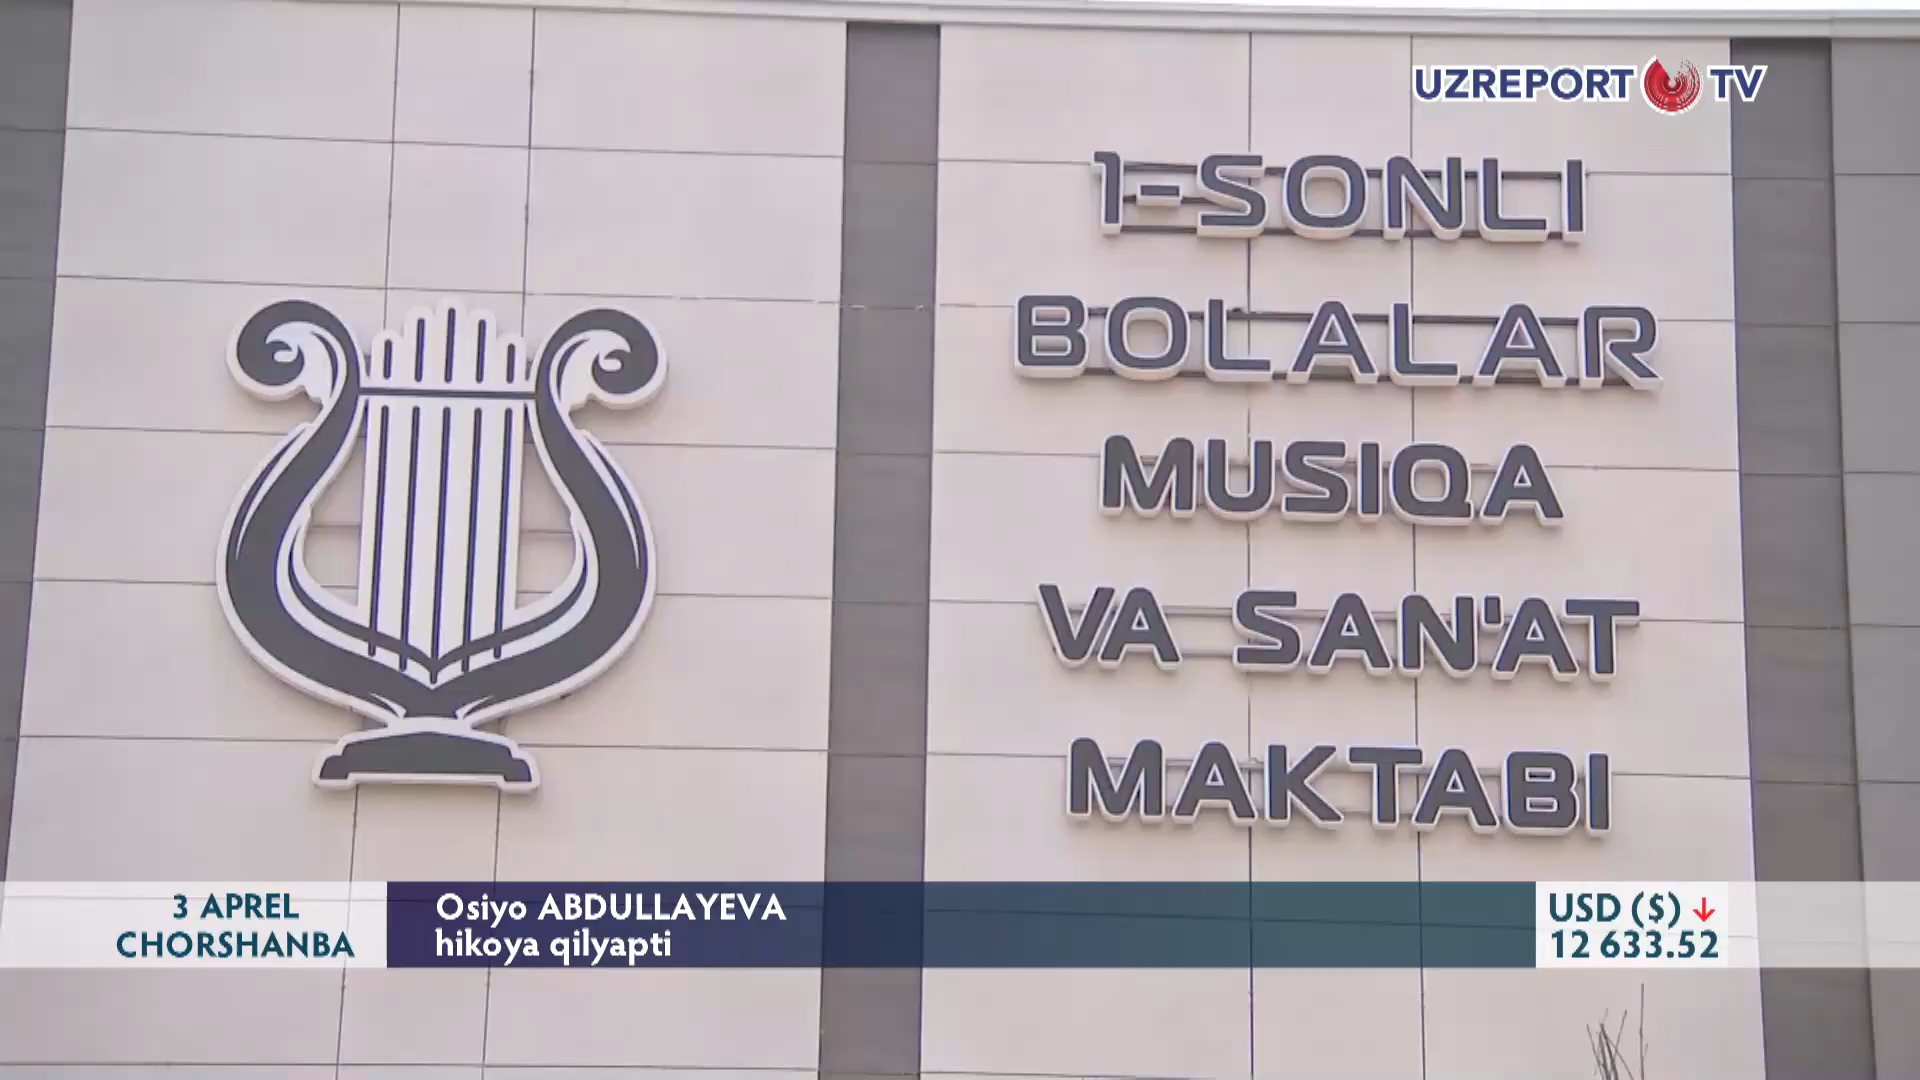 UZREPORT TV
1-SONLI
BOLALAR
MUSIQA
VA SAN'AT
MAKTABI
3 APREL
CHORSHANBA
Osiyo ABDULLAYEVA
hikoya qilyapti
USD ($) ↓
12 633.52